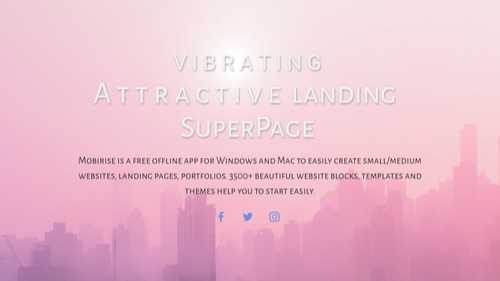 VIBRATING
ATTRACTIVE LANDING
SUPERPAGE
MOBIRISE IS A FREE OFFLINE APP FOR WINDOWS AND MAC TO EASILY CREATE SMALL/MEDIUM
WEBSITES, LANDING PAGES, PORTFOLIOS. 3500+ BEAUTIFUL WEBSITE BLOCKS, TEMPLATES AND
THEMES HELP YOU TO START EASILY.